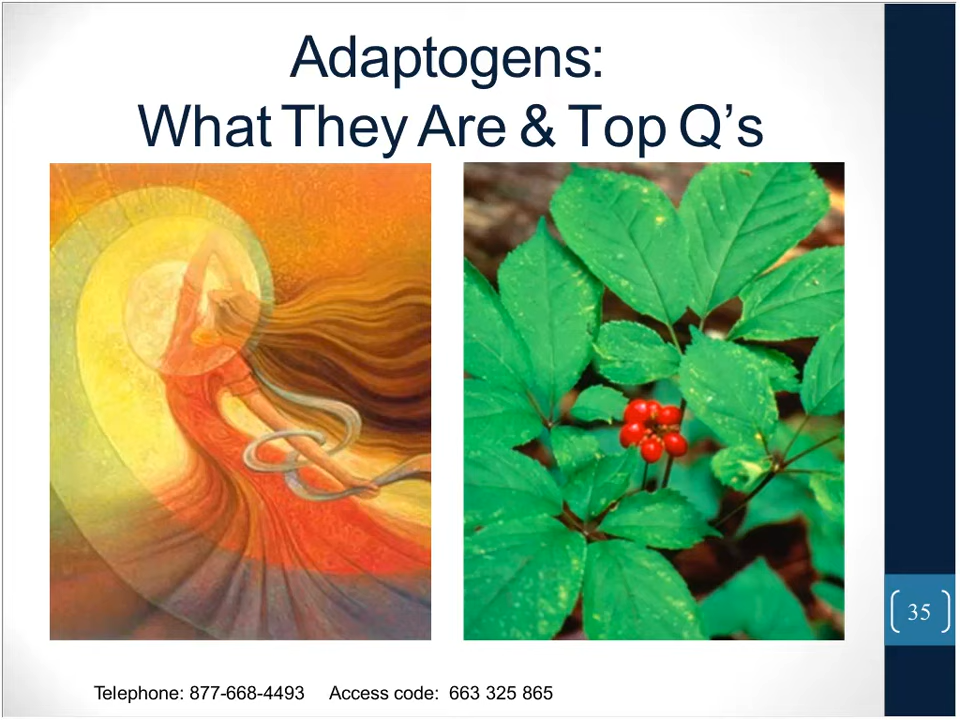 Adaptogens:
What They Are & Top Q’s
35
Telephone: 877-668-4493 Access code: 663 325 865